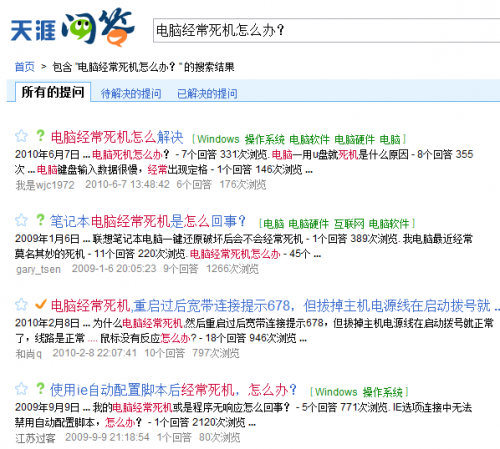 天涯问答
电脑经常死机怎么办？
首页 > 包含 "电脑经常死机怎么办？" 的搜索结果
所有的提问 待解决的提问 已解决的提问
? 电脑经常死机怎么解决 [Windows 操作系统 电脑软件 电脑硬件 电脑]
2010年6月7日 ... 电脑死机怎么办？ - 7个回答 331次浏览. 电脑一用u盘就死机是什么原因 - 8个回答 355
次 ... 电脑键盘输入数据很慢，经常出现定格 - 1个回答 146次浏览 ...
我是wjc1972 2010-6-7 13:48:42 6个回答 176次浏览
? 笔记本电脑经常死机是怎么回事？ [电脑 电脑硬件 互联网 电脑软件]
2009年1月6日 ... 联想笔记本电脑一键还原破坏后会不会经常死机 - 1个回答 389次浏览. 我电脑最近经常
莫名其妙的死机 - 11个回答 220次浏览. 电脑经常死机怎么办 - 45个 ...
gary_tsen 2009-1-6 20:05:23 9个回答 1266次浏览
电脑经常死机,重启过后宽带连接提示678，但拔掉主机电源线在启动拨号就 ...
2010年2月8日 ... 为什么电脑经常死机,然后重启过后宽带连接提示678，但拔掉主机电源线在启动拨号就正常
了，线路是正常 .... 鼠标没有反应怎么办? - 18个回答 946次浏览 ...
和尚q 2010-2-8 22:07:41 10个回答 797次浏览
? 使用ie自动配置脚本后经常死机，怎么办？ [Windows 操作系统]
2009年9月9日 ... 我的电脑经常死机或是程序无响应怎么回事？ - 5个回答 771次浏览. IE选项连接中无法
禁用自动配置脚本，怎么办？ - 1个回答 2120次浏览 ...
江苏过客 2009-9-9 21:18:54 1个回答 80次浏览